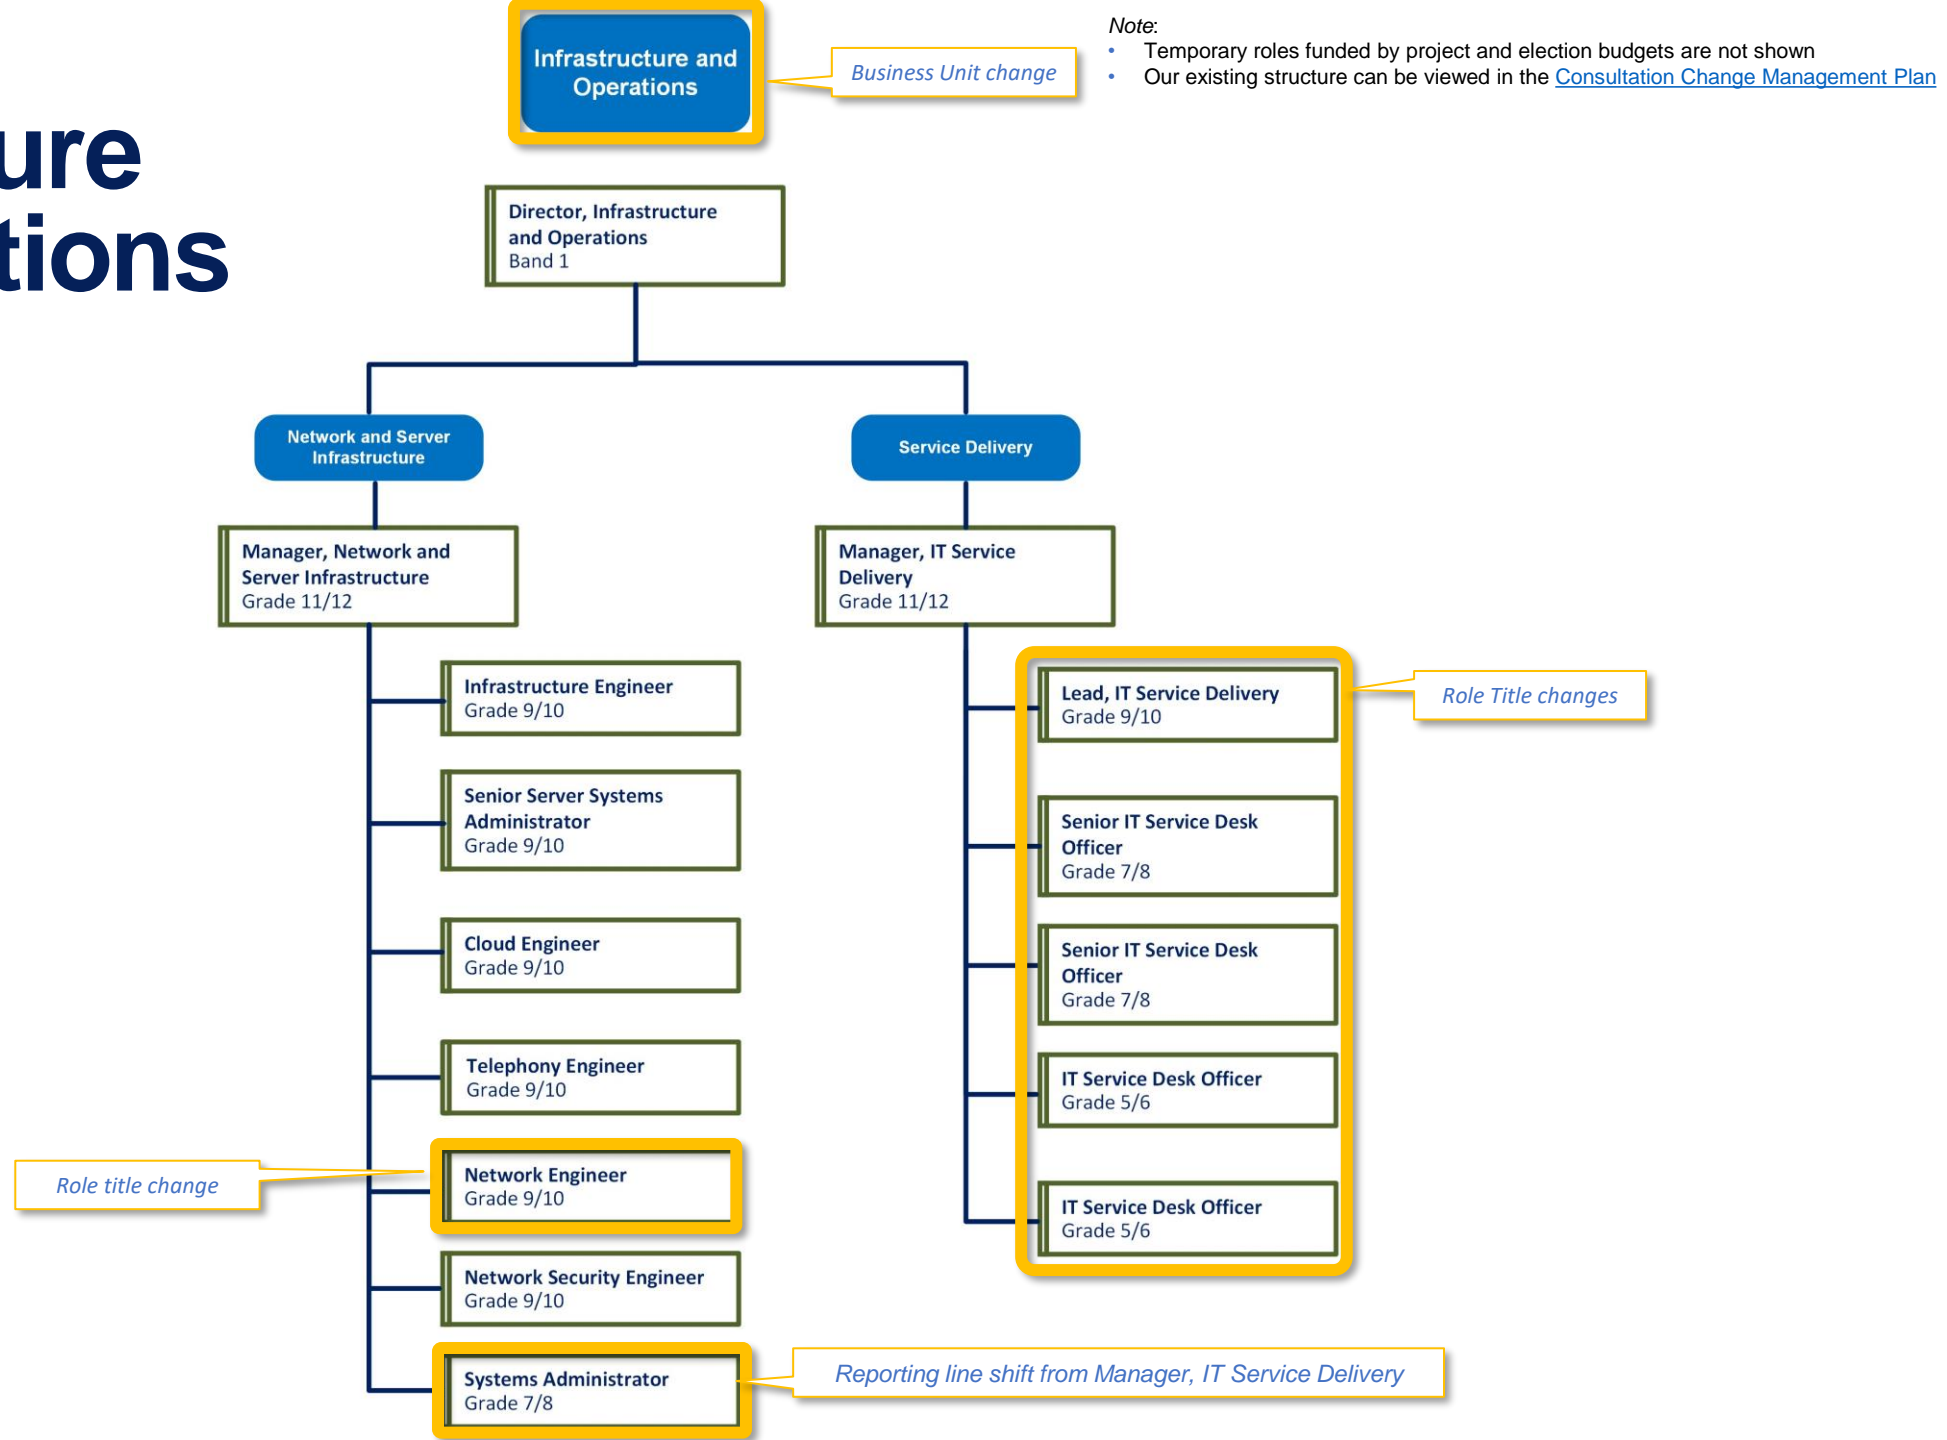 ure
tions
Infrastructure and
Operations
Business Unit change
Note:
• Temporary roles funded by project and election budgets are not shown
• Our existing structure can be viewed in the Consultation Change Management Plan
Director, Infrastructure
and Operations
Band 1
Network and Server
Infrastructure
Manager, Network and
Server Infrastructure
Grade 11/12
Infrastructure Engineer
Grade 9/10
Senior Server Systems
Administrator
Grade 9/10
Cloud Engineer
Grade 9/10
Telephony Engineer
Grade 9/10
Role title change
Network Engineer
Grade 9/10
Network Security Engineer
Grade 9/10
Systems Administrator
Grade 7/8
Reporting line shift from Manager, IT Service Delivery
Service Delivery
Manager, IT Service
Delivery
Grade 11/12
Lead, IT Service Delivery
Grade 9/10
Role Title changes
Senior IT Service Desk
Officer
Grade 7/8
Senior IT Service Desk
Officer
Grade 7/8
IT Service Desk Officer
Grade 5/6
IT Service Desk Officer
Grade 5/6